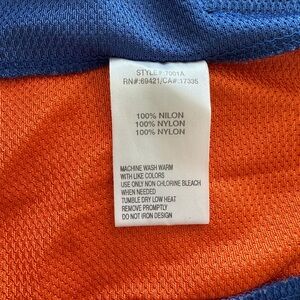 STYLE#:7001A
RN#:69421/CA#:17335
100% NILON
100% NYLON
100% NYLON
MACHINE WASH WARM
WITH LIKE COLORS
USE ONLY NON CHLORINE BLEACH
WHEN NEEDED
TUMBLE DRY LOW HEAT
REMOVE PROMPTLY
DO NOT IRON DESIGN